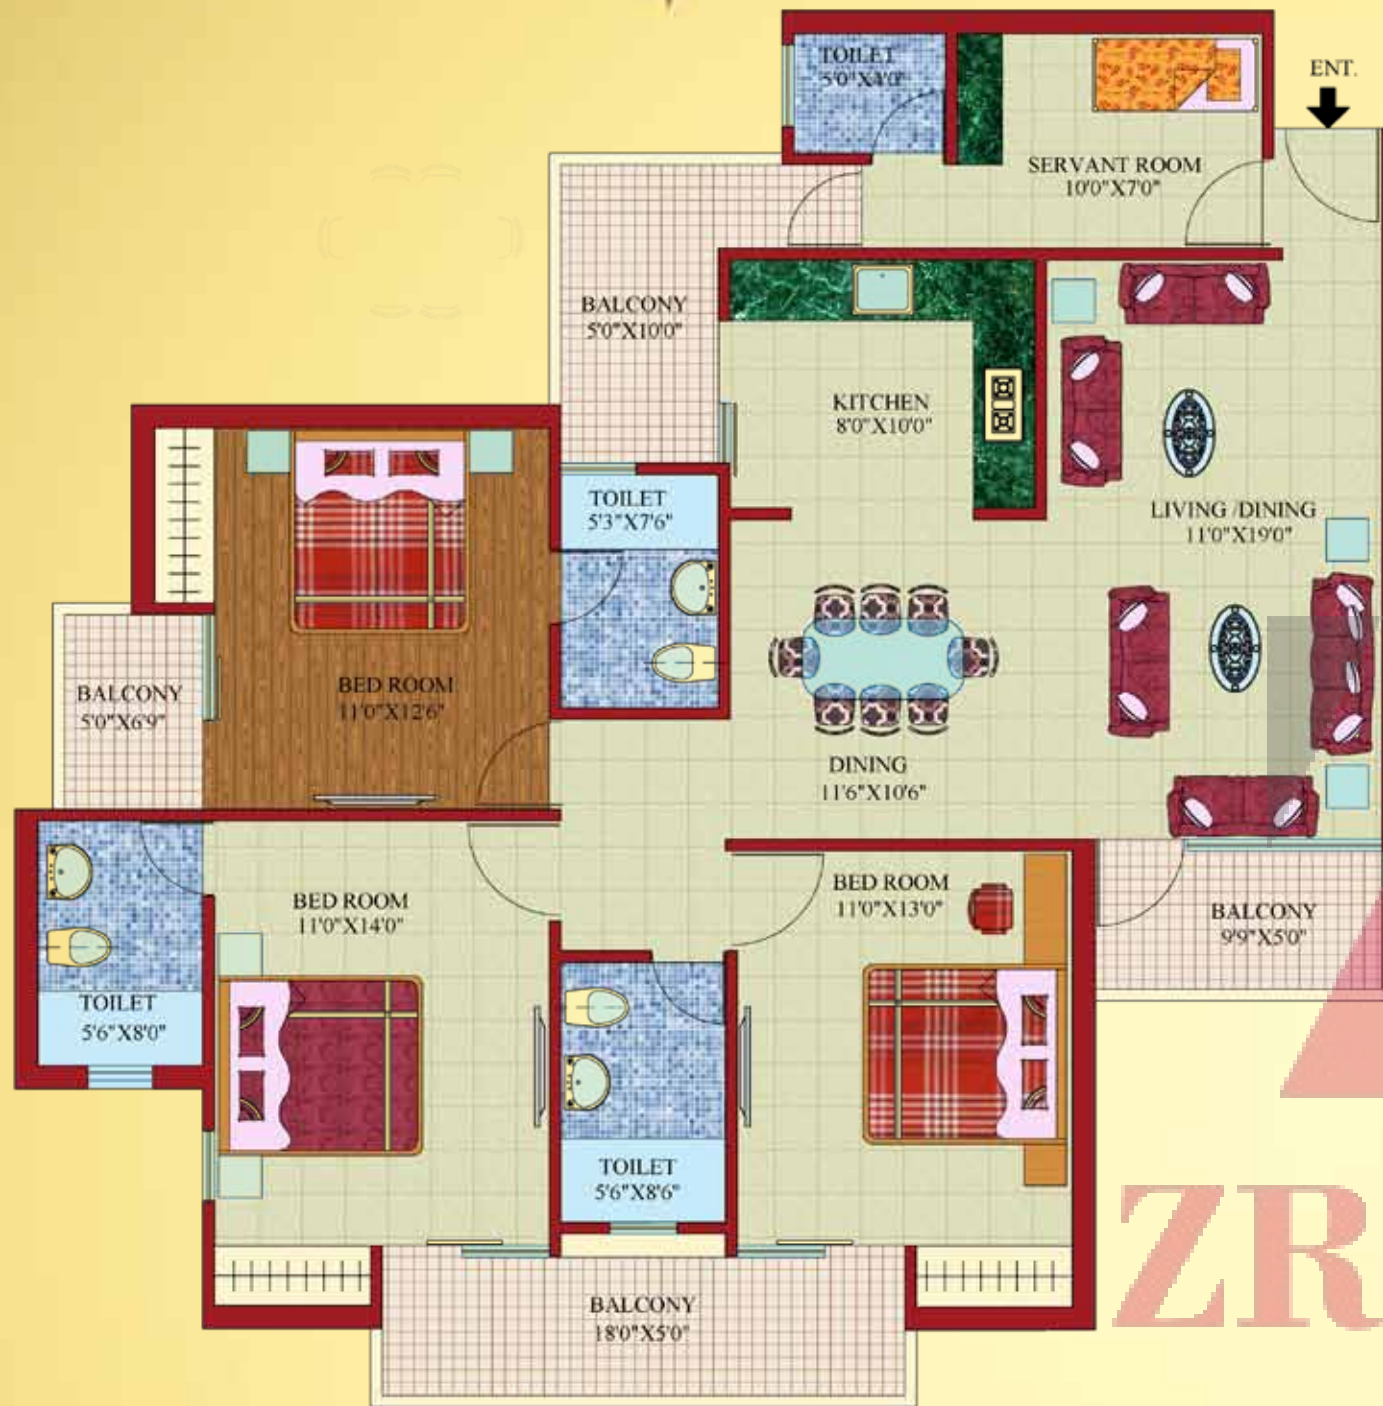 TOILET
5'0"X4'0"
ENT.
SERVANT ROOM
10'0"X7'0"
BALCONY
5'0"X10'0"
KITCHEN
8'0"X10'0"
TOILET
5'3"X7'6"
LIVING /DINING
11'0"X19'0"
BED ROOM
11'0"X12'6"
BALCONY
5'0"X6'9"
DINING
11'6"X10'6"
BED ROOM
11'0"X14'0"
BED ROOM
11'0"X13'0"
BALCONY
9'9"X5'0"
TOILET
5'6"X8'0"
TOILET
5'6"X8'6"
BALCONY
18'0"X5'0"
ZR